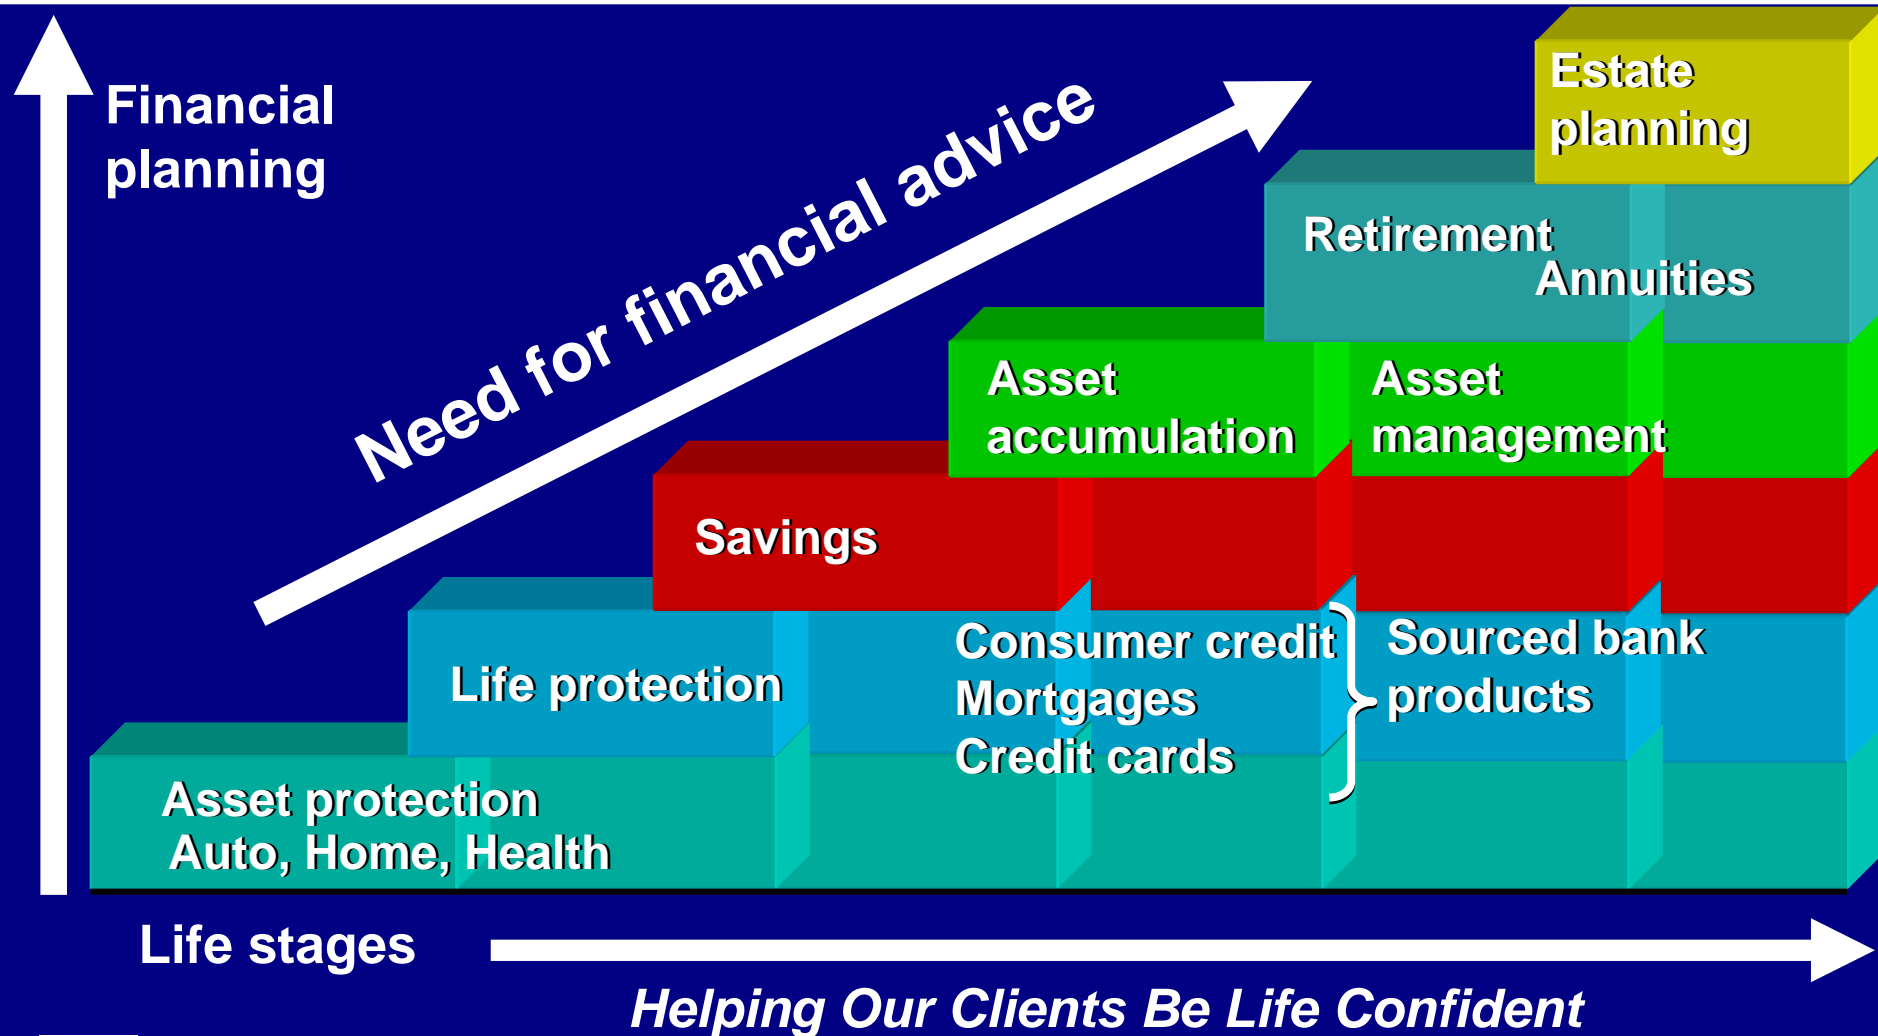 Financial
planning
Need for financial advice
Estate
planning
Retirement
Annuities
Asset
accumulation
Asset
management
Savings
Life protection
Consumer credit
Mortgages
Credit cards
Sourced bank
products
Asset protection
Auto, Home, Health
Life stages
Helping Our Clients Be Life Confident